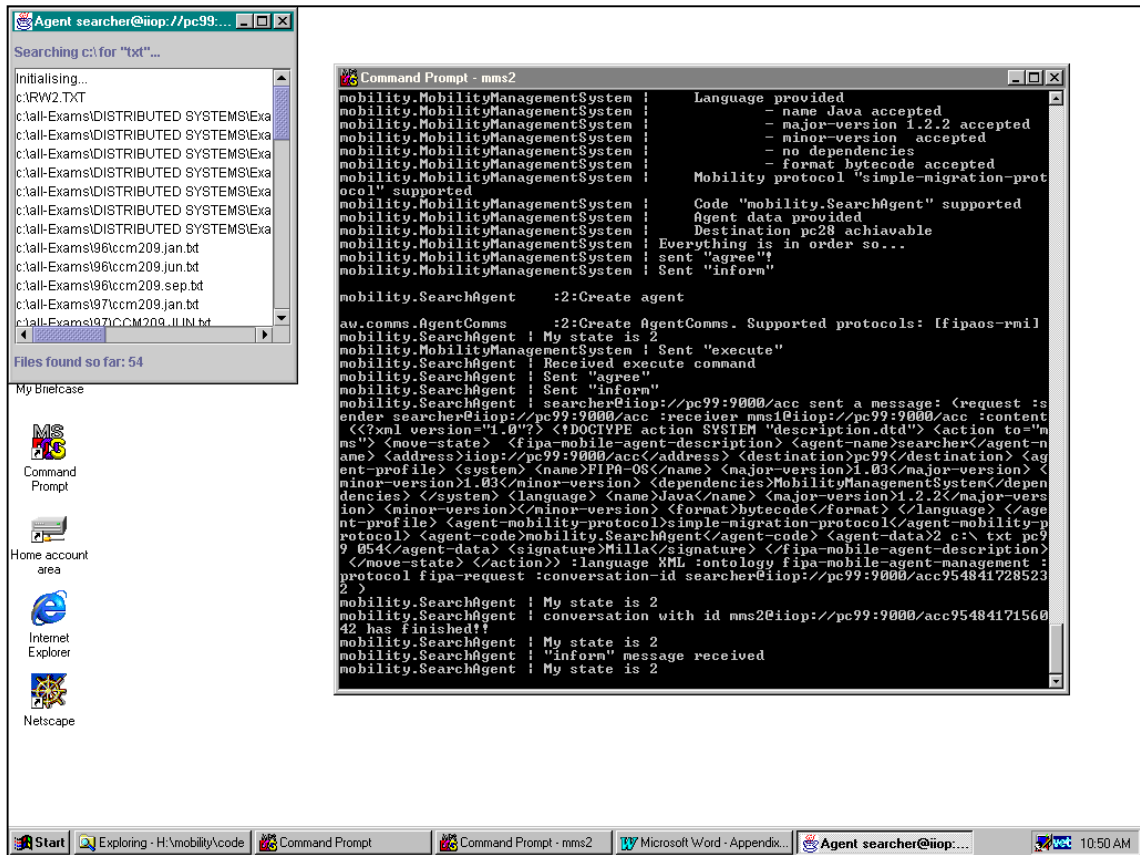 Agent searcher@iiop://pc99:...
Searching c:\ for "txt"...
Initialising...
c:\RW2.TXT
c:\all-Exams\DISTRIBUTED SYSTEMS\Exa
c:\all-Exams\DISTRIBUTED SYSTEMS\Exa
c:\all-Exams\DISTRIBUTED SYSTEMS\Exa
c:\all-Exams\DISTRIBUTED SYSTEMS\Exa
c:\all-Exams\DISTRIBUTED SYSTEMS\Exa
c:\all-Exams\DISTRIBUTED SYSTEMS\Exa
c:\all-Exams\DISTRIBUTED SYSTEMS\Exa
c:\all-Exams\96\ccm209.jan.txt
c:\all-Exams\96\ccm209.jun.txt
c:\all-Exams\96\ccm209.sep.txt
c:\all-Exams\97\ccm209.jan.txt
c:\all-Exams\97\CCM209.JUN.txt
Files found so far: 54
My Briefcase
MS
Command
Prompt
Home account
area
Internet
Explorer
Netscape
Command Prompt - mms2
mobility.MobilityManagementSystem | Language provided
mobility.MobilityManagementSystem | - name Java accepted
mobility.MobilityManagementSystem | - major-version 1.2.2 accepted
mobility.MobilityManagementSystem | - minor-version accepted
mobility.MobilityManagementSystem | - no dependencies
mobility.MobilityManagementSystem | - format bytecode accepted
mobility.MobilityManagementSystem | Mobility protocol "simple-migration-prot
ocol" supported
mobility.MobilityManagementSystem | Code "mobility.SearchAgent" supported
mobility.MobilityManagementSystem | Agent data provided
mobility.MobilityManagementSystem | Destination pc28 achiavable
mobility.MobilityManagementSystem | Everything is in order so...
mobility.MobilityManagementSystem | sent "agree"!
mobility.MobilityManagementSystem | Sent "inform"
mobility.SearchAgent :2:Create agent
aw.comms.AgentComms :2:Create AgentComms. Supported protocols: [fipaos-rmi]
mobility.SearchAgent | My state is 2
mobility.MobilityManagementSystem | Sent "execute"
mobility.SearchAgent | Received execute command
mobility.SearchAgent | Sent "agree"
mobility.SearchAgent | Sent "inform"
mobility.SearchAgent | searcher@iiop://pc99:9000/acc sent a message: (request :s
ender searcher@iiop://pc99:9000/acc :receiver mms1@iiop://pc99:9000/acc :content
(<?xml version="1.0"?> <!DOCTYPE action SYSTEM "description.dtd"> <action to="m
ms"> <move-state> <fipa-mobile-agent-description> <agent-name>searcher</agent-n
ame> <address>iiop://pc99:9000/acc</address> <destination>pc99</destination> <ag
ent-profile> <system> <name>FIPA-OS</name> <major-version>1.03</major-version> <
minor-version>1.03</minor-version> <dependencies>MobilityManagementSystem</depen
dencies> </system> <language> <name>Java</name> <major-version>1.2.2</major-vers
ion> <minor-version></minor-version> <format>bytecode</format> </language> </age
nt-profile> <agent-mobility-protocol>simple-migration-protocol</agent-mobility-p
rotocol> <agent-code>mobility.SearchAgent</agent-code> <agent-data>2 c:\ txt pc9
9 054</agent-data> <signature>Milla</signature> </fipa-mobile-agent-description>
</move-state> </action>) :language XML :ontology fipa-mobile-agent-management :
protocol fipa-request :conversation-id searcher@iiop://pc99:9000/acc954841728523
2 )
mobility.SearchAgent | My state is 2
mobility.SearchAgent | conversation with id mms2@iiop://pc99:9000/acc95484171560
42 has finished!!
mobility.SearchAgent | My state is 2
mobility.SearchAgent | "inform" message received
mobility.SearchAgent | My state is 2
Start
Exploring - H:\mobility\code
Command Prompt
Command Prompt - mms2
Microsoft Word - Appendix...
Agent searcher@iiop:...
vet
10:50 AM